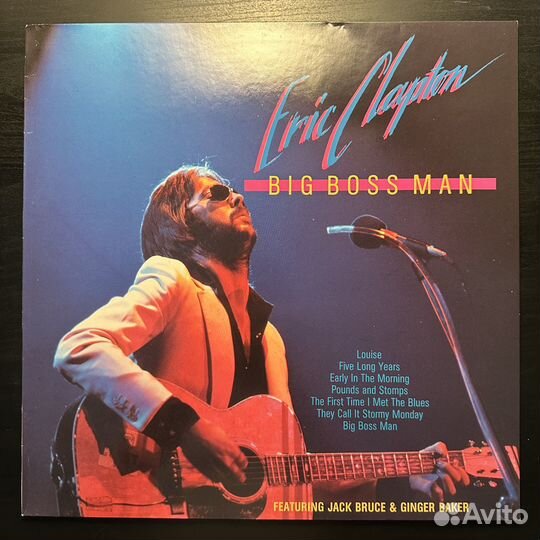 Eric Clapton
BIG BOSS MAN
Louise
Five Long Years
Early In The Morning
Pounds and Stomps
The First Time I Met The Blues
They Call It Stormy Monday
Big Boss Man
FEATURING JACK BRUCE & GINGER BAKER
Avito